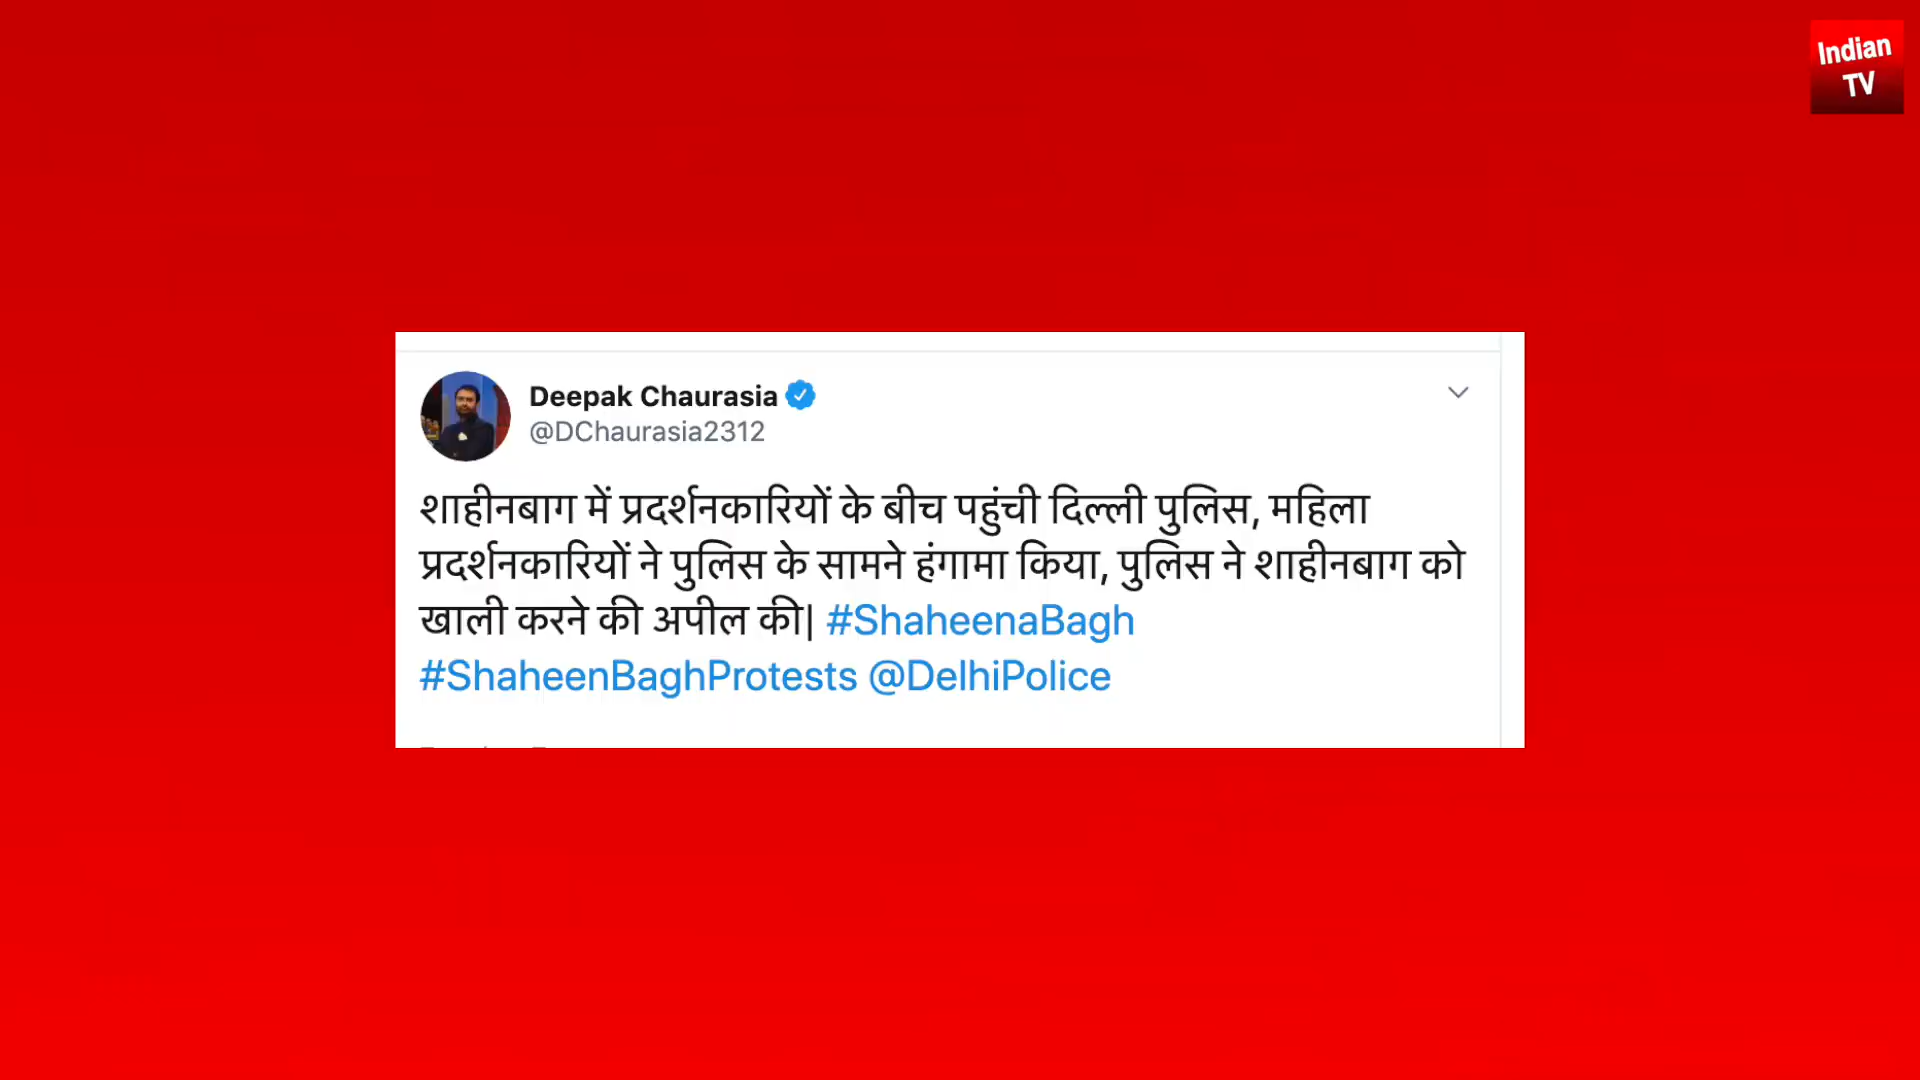 Indian
TV
Deepak Chaurasia
@DChaurasia2312
शाहीनबाग में प्रदर्शनकारियों के बीच पहुंची दिल्ली पुलिस, महिला
प्रदर्शनकारियों ने पुलिस के सामने हंगामा किया, पुलिस ने शाहीनबाग को
खाली करने की अपील की| #ShaheenaBagh
#ShaheenBaghProtests @DelhiPolice